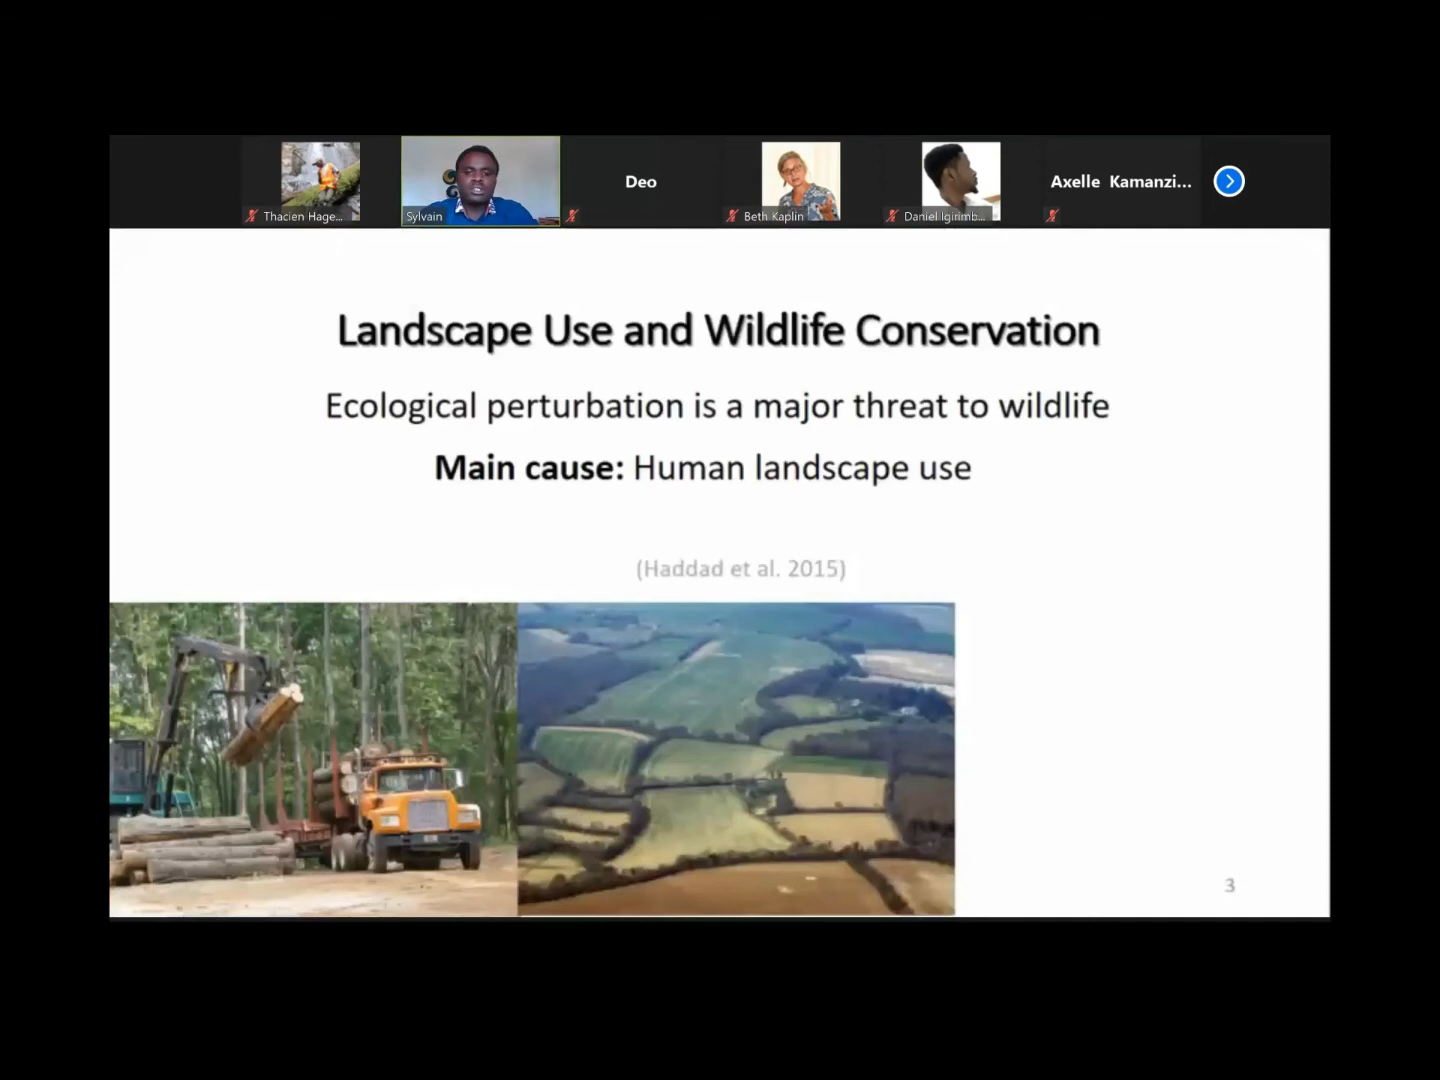 Deo
Axelle Kamanzi...
Thacien Hage...
Sylvain
Beth Kaplin
Daniel Igirimb...
Landscape Use and Wildlife Conservation
Ecological perturbation is a major threat to wildlife
Main cause: Human landscape use
(Haddad et al. 2015)
3